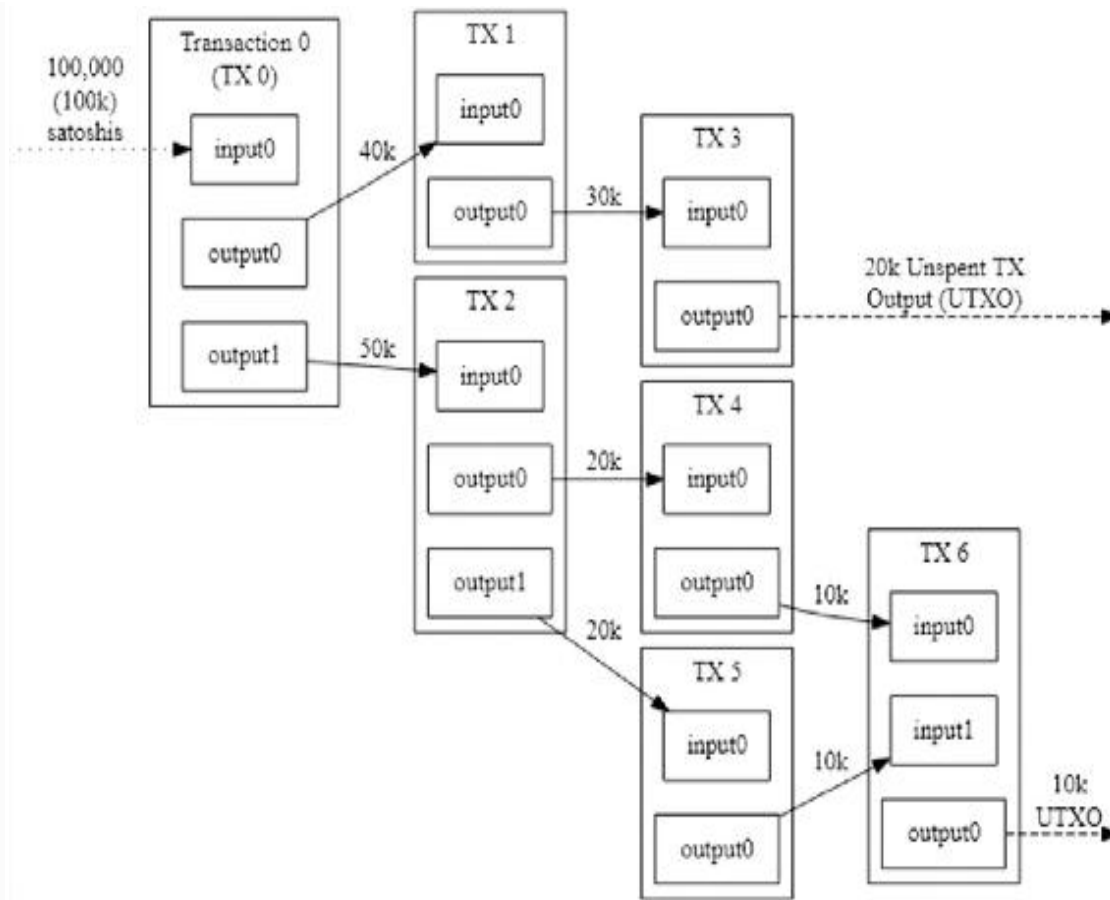 100,000
(100k)
satoshis
Transaction 0
(TX 0)
input0
output0
output1
40k
50k
TX 1
input0
output0
30k
TX 2
input0
output0
output1
20k
20k
TX 3
input0
output0
20k Unspent TX
Output (UTXO)
TX 4
input0
output0
10k
TX 5
input0
output0
10k
TX 6
input0
input1
output0
10k
UTXO